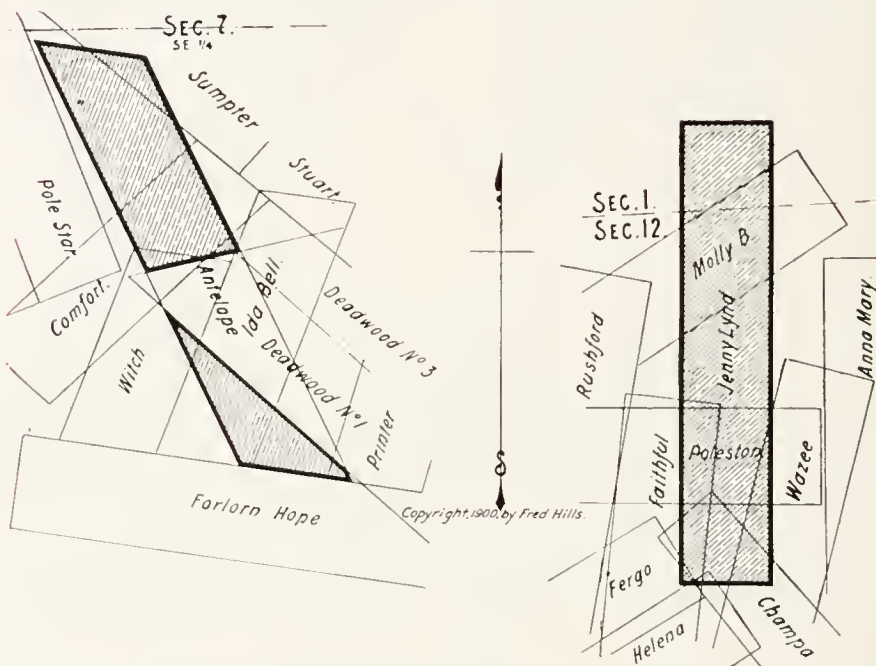 SEC. 7.
SE 1/4
Sumpter
Stuart.
Pole Star.
Comfort.
Antelope
Ida Bell.
Deadwood Nº 3
Witch
Deadwood Nº 1
Printer
Forlorn Hope
S
Copyright, 1900, by Fred Hills.
SEC. 1.
SEC. 12.
Molly B
Rushford
Jenny Lynd
Anna Mary.
Faithful
Poleston
Wazee
Fergo
Helena
Champa